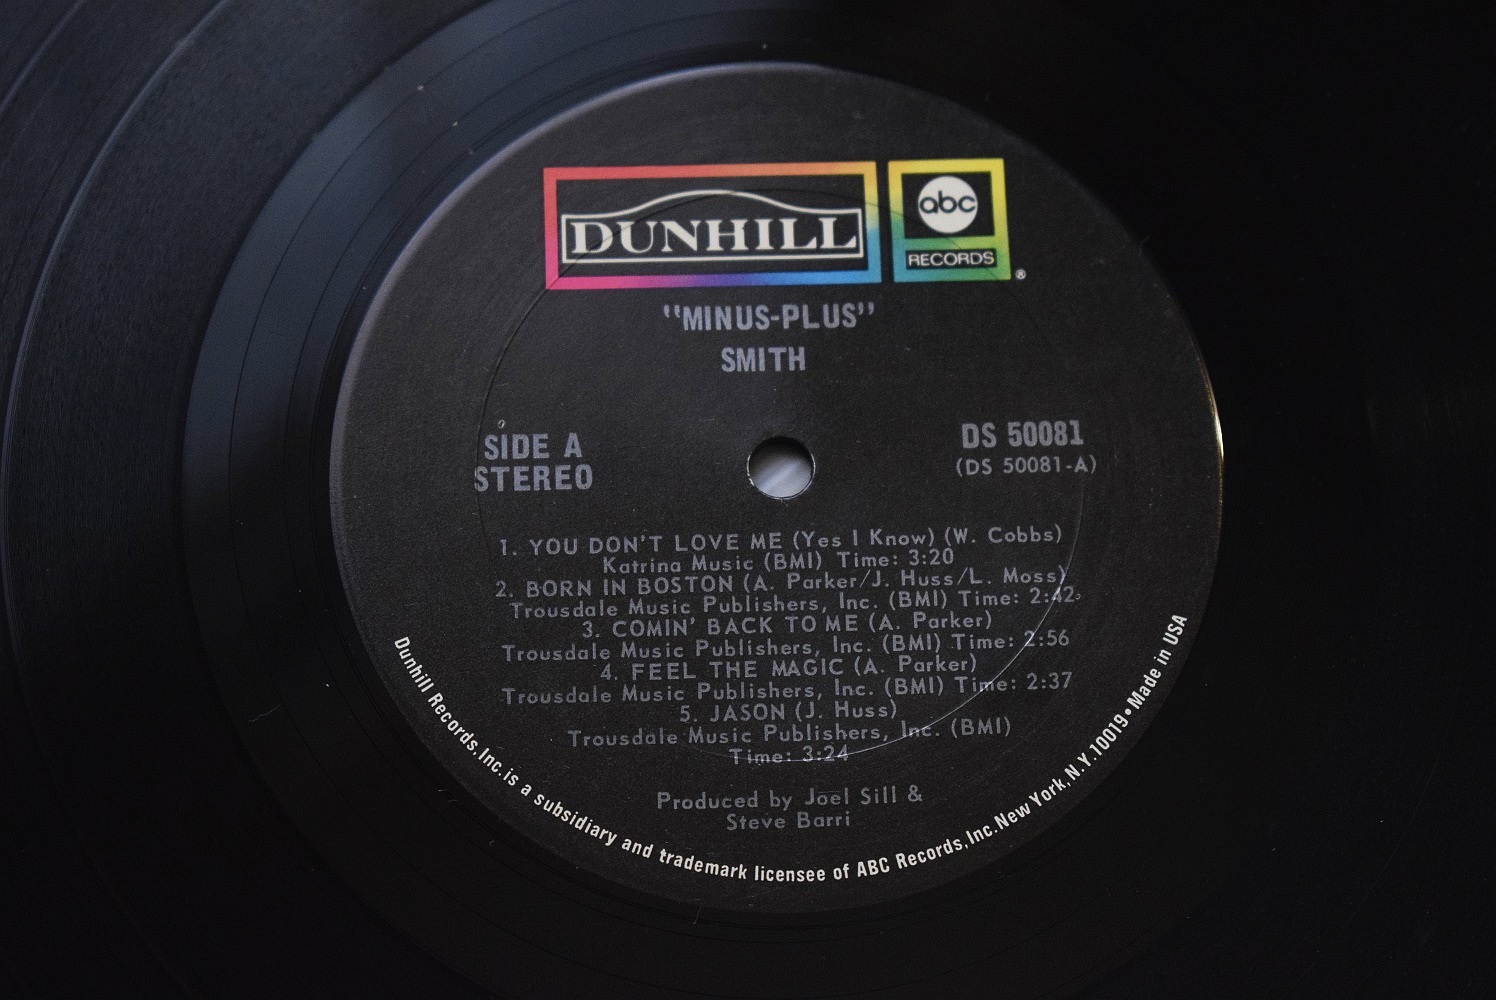 DUNHILL
abc
RECORDS
®
"MINUS-PLUS"
SMITH
SIDE A
STEREO
DS 50081
(DS 50081-A)
1. YOU DON'T LOVE ME (Yes I Know) (W. Cobbs)
Katrina Music (BMI) Time: 3:20
2. BORN IN BOSTON (A. Parker/J. Huss/L. Moss)
Trousdale Music Publishers, Inc. (BMI) Time: 2:42
3. COMIN' BACK TO ME (A. Parker)
Trousdale Music Publishers, Inc. (BMI) Time: 2:56
4. FEEL THE MAGIC (A. Parker)
Trousdale Music Publishers, Inc. (BMI) Time: 2:37
5. JASON (J. Huss)
Trousdale Music Publishers, Inc. (BMI)
Time: 3:24
Produced by Joel Sill &
Steve Barri
Dunhill Records, Inc. is a subsidiary and trademark licensee of ABC Records, Inc. New York, N.Y. 10019 • Made in USA